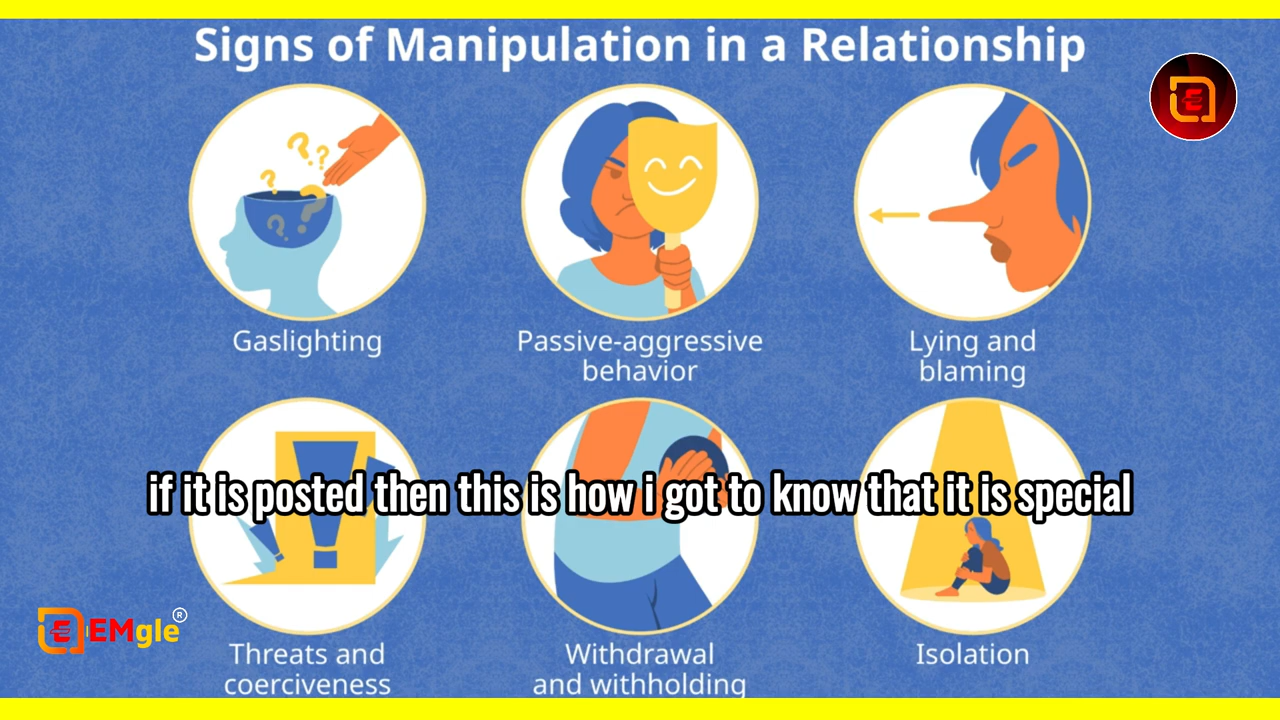 Signs of Manipulation in a Relationship
Gaslighting
Passive-aggressive
behavior
Lying and
blaming
if it is posted then this is how i got to know that it is special
EMgle®
Threats and
coerciveness
Withdrawal
and withholding
Isolation